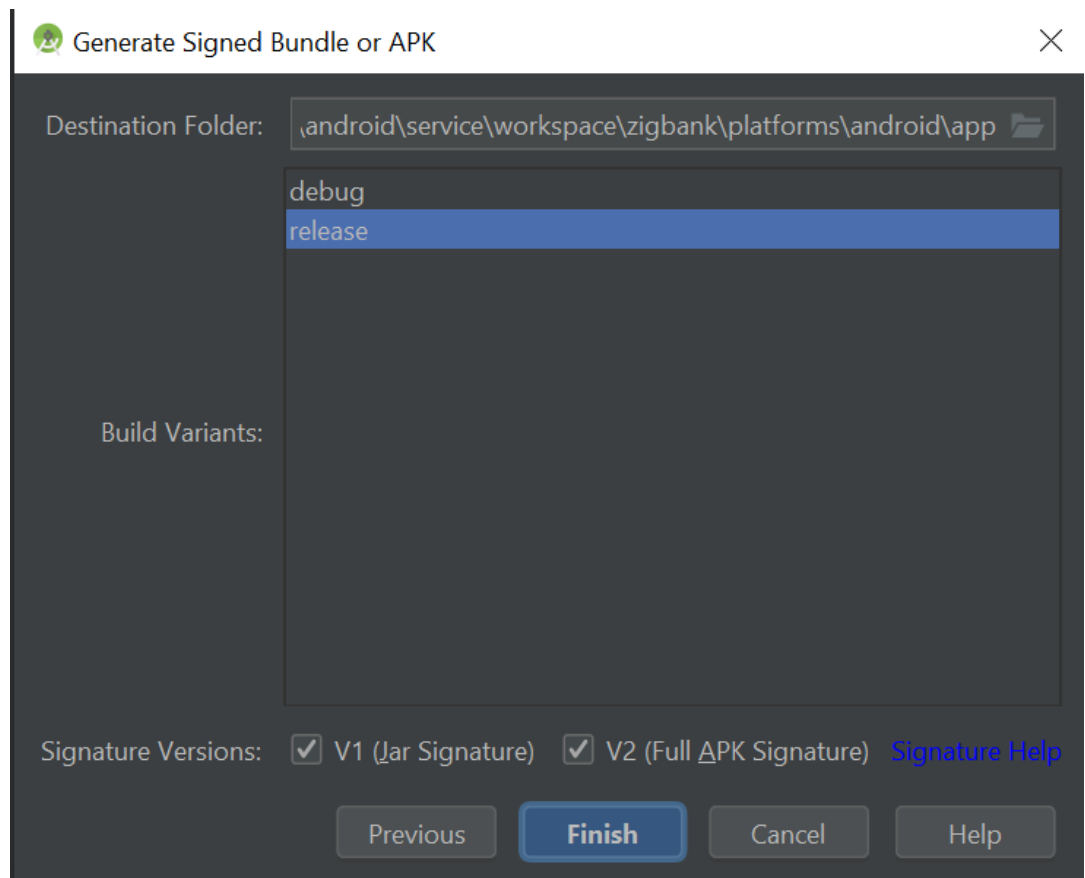 Generate Signed Bundle or APK
Destination Folder: \android\service\workspace\zigbank\platforms\android\app
debug
release
Build Variants:
Signature Versions: V1 (Jar Signature) V2 (Full APK Signature) Signature Help
Previous Finish Cancel Help